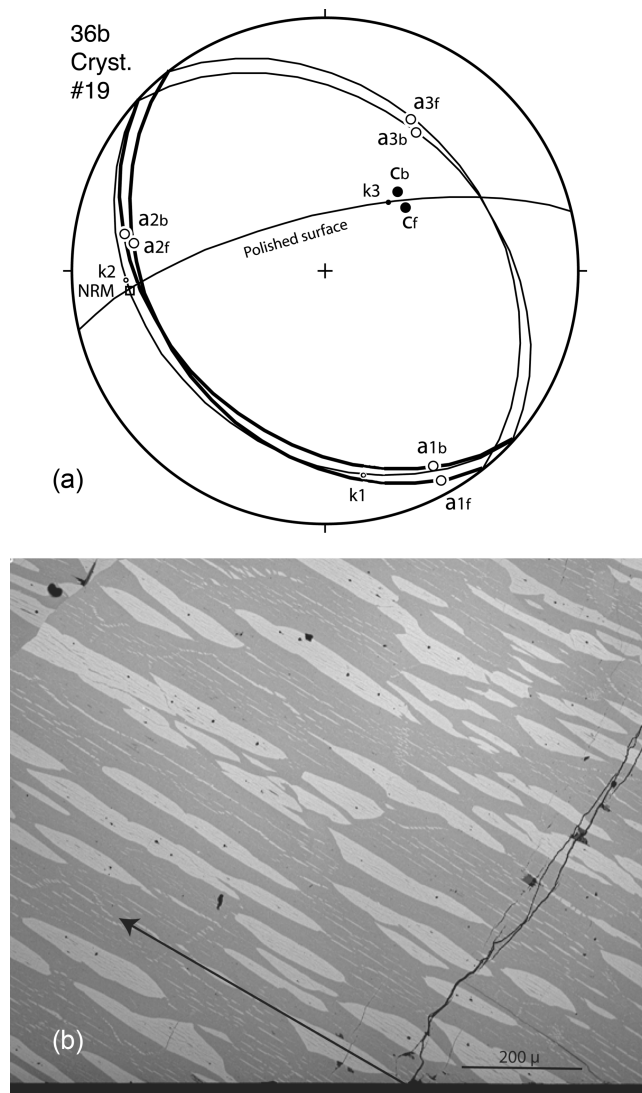 36b
Cryst.
#19
a3f
a3b
cb
k3
cf
a2b
a2f
Polished surface
k2
NRM
a1b
(a)
k1
a1f
200 µ
(b)